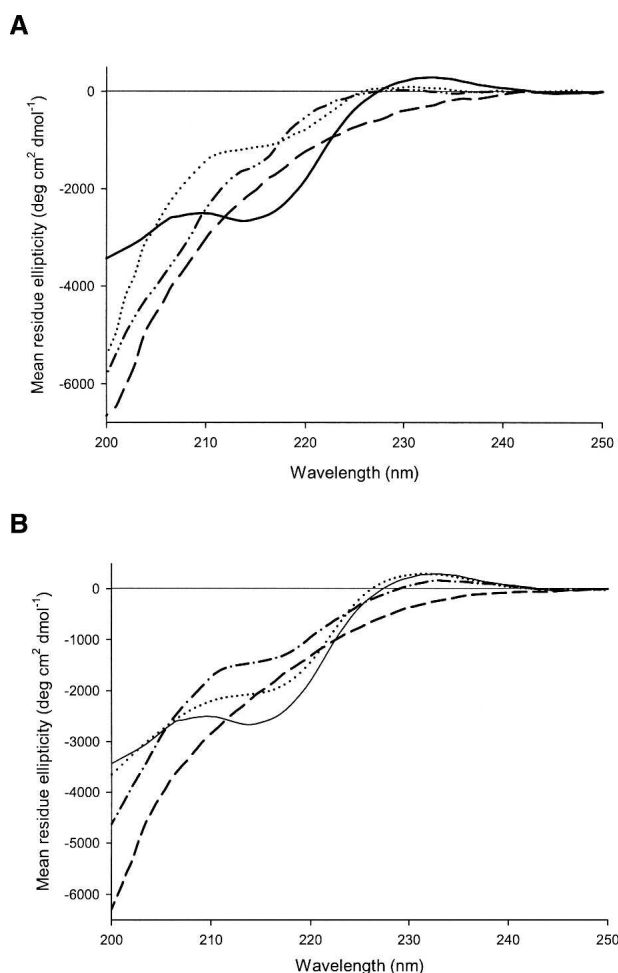 A
0
-2000
-4000
-6000
Mean residue ellipticity (deg cm² dmol⁻¹)
200 210 220 230 240 250
Wavelength (nm)
B
0
-1000
-2000
-3000
-4000
-5000
-6000
Mean residue ellipticity (deg cm² dmol⁻¹)
200 210 220 230 240 250
Wavelength (nm)